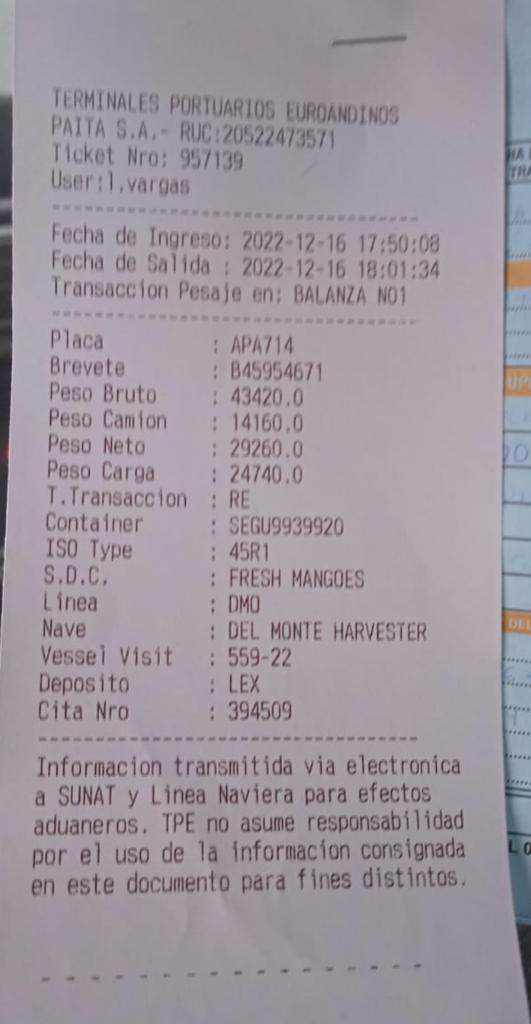 TERMINALES PORTUARIOS EUROANDINOS
PAITA S.A.- RUC:20522473571
Ticket Nro: 957139
User:l.vargas
Fecha de Ingreso: 2022-12-16 17:50:08
Fecha de Salida : 2022-12-16 18:01:34
Transaccion Pesaje en: BALANZA NO1
Placa : APA714
Brevete : B45954671
Peso Bruto : 43420.0
Peso Camion : 14160.0
Peso Neto : 29260.0
Peso Carga : 24740.0
T.Transaccion : RE
Container : SEGU9939920
ISO Type : 45R1
S.D.C. : FRESH MANGOES
Linea : DMO
Nave : DEL MONTE HARVESTER
Vessel Visit : 559-22
Deposito : LEX
Cita Nro : 394509
Informacion transmitida via electronica
a SUNAT y Linea Naviera para efectos
aduaneros. TPE no asume responsabilidad
por el uso de la informacion consignada
en este documento para fines distintos.